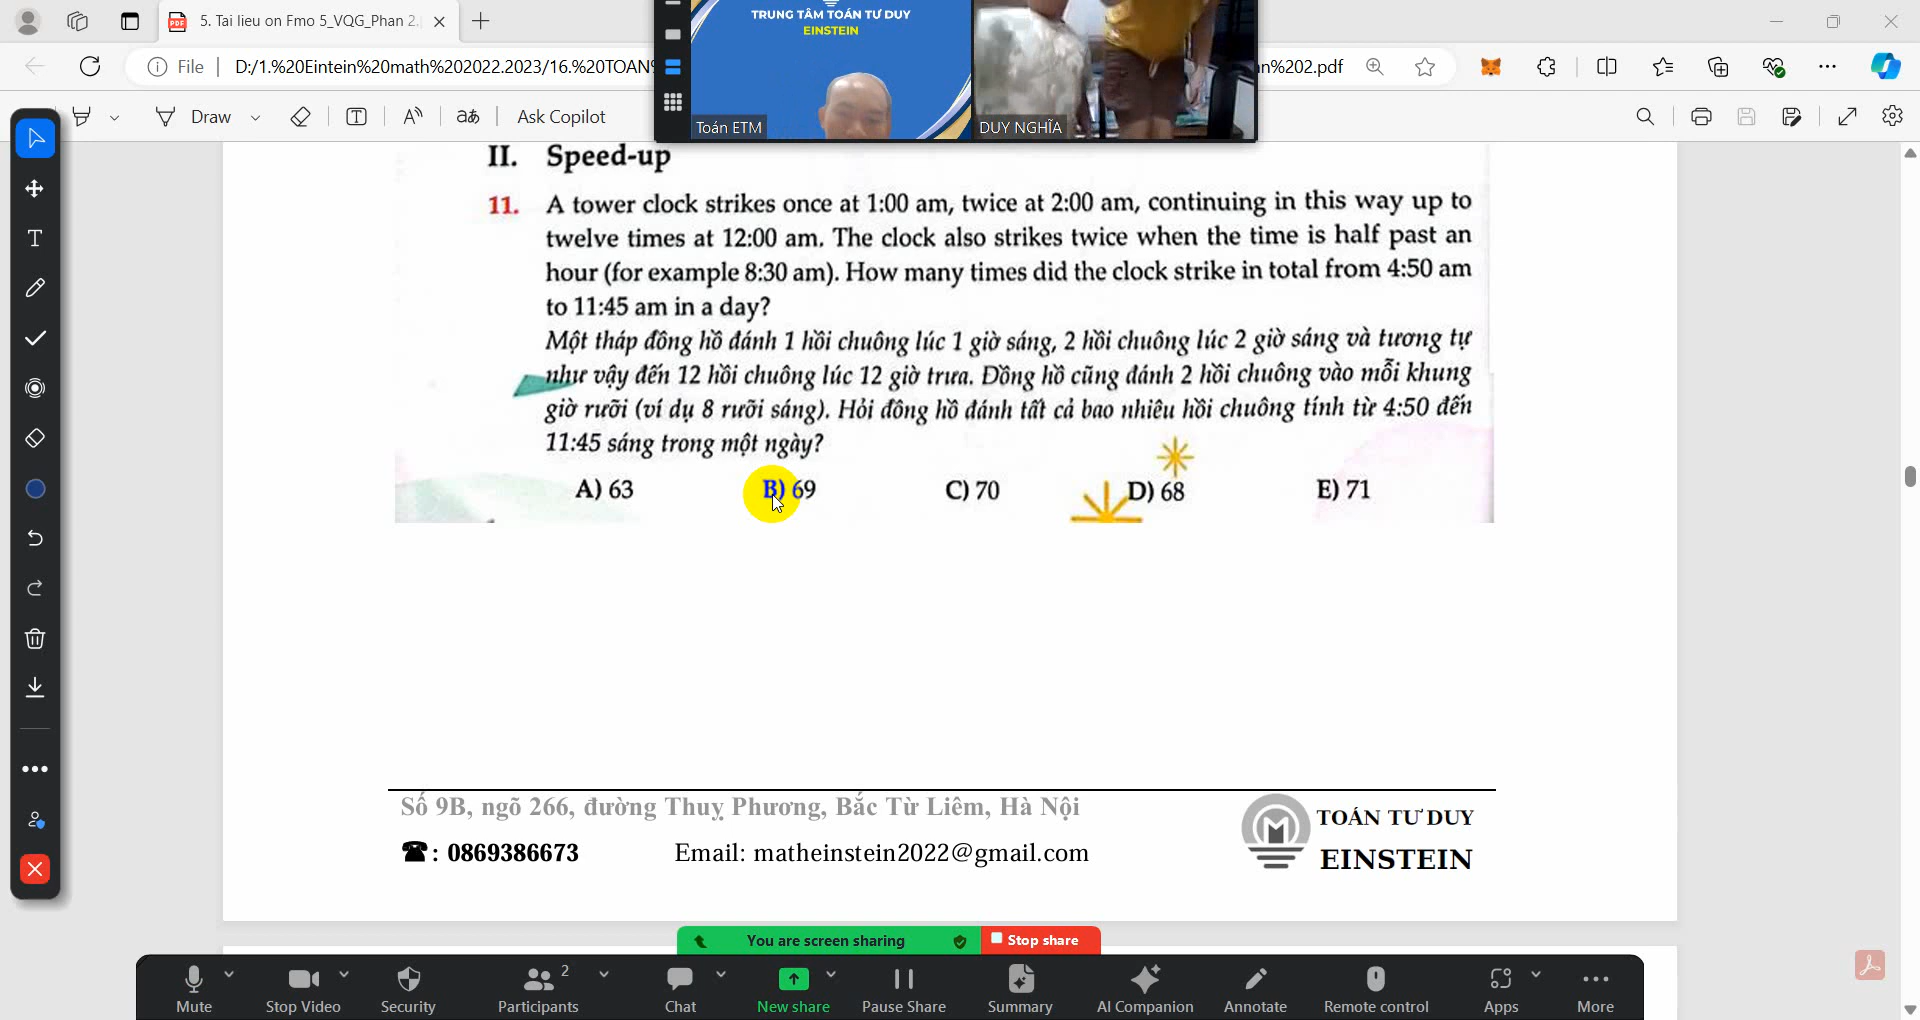 5. Tai lieu on Fmo 5_VQG_Phan 2.
File
D:/1.%20Eintein%20math%202022.2023/16.%20TOAN%
n%202.pdf
Draw
Ask Copilot
TRUNG TÂM TOÁN TƯ DUY
EINSTEIN
Toán ETM
DUY NGHĨA
II. Speed-up
11. A tower clock strikes once at 1:00 am, twice at 2:00 am, continuing in this way up to
twelve times at 12:00 am. The clock also strikes twice when the time is half past an
hour (for example 8:30 am). How many times did the clock strike in total from 4:50 am
to 11:45 am in a day?
Một tháp đồng hồ đánh 1 hồi chuông lúc 1 giờ sáng, 2 hồi chuông lúc 2 giờ sáng và tương tự
như vậy đến 12 hồi chuông lúc 12 giờ trưa. Đồng hồ cũng đánh 2 hồi chuông vào mỗi khung
giờ rưỡi (ví dụ 8 rưỡi sáng). Hỏi đồng hồ đánh tất cả bao nhiêu hồi chuông tính từ 4:50 đến
11:45 sáng trong một ngày?
A) 63 B) 69 C) 70 D) 68 E) 71
Số 9B, ngõ 266, đường Thuỵ Phương, Bắc Từ Liêm, Hà Nội
☎: 0869386673 Email: matheinstein2022@gmail.com
TOÁN TƯ DUY
EINSTEIN
You are screen sharing Stop share
2
Mute Stop Video Security Participants Chat New share Pause Share Summary AI Companion Annotate Remote control Apps More